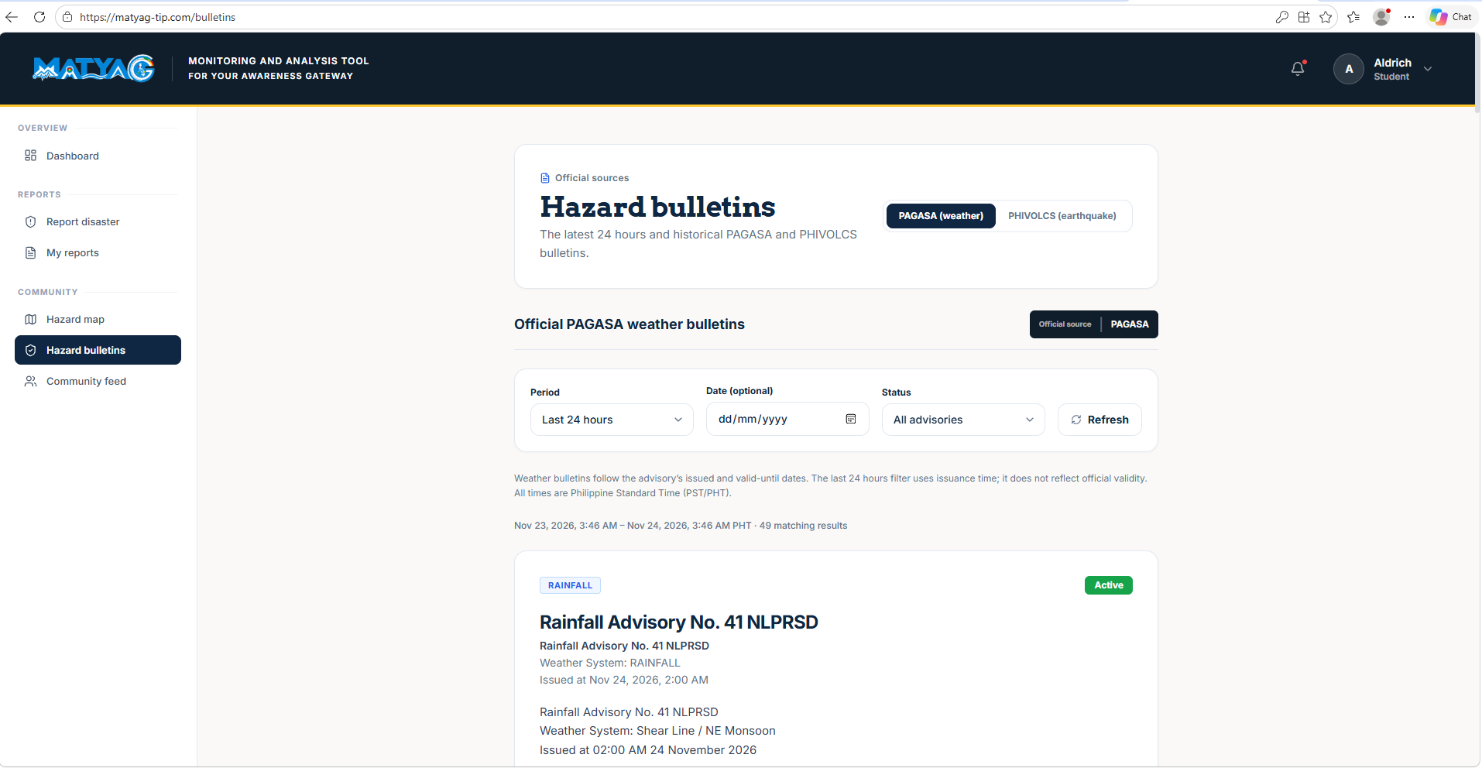 https://matyag-tip.com/bulletins
Chat
MATYAG
MONITORING AND ANALYSIS TOOL
FOR YOUR AWARENESS GATEWAY
A
Aldrich
Student
OVERVIEW
Dashboard
REPORTS
Report disaster
My reports
COMMUNITY
Hazard map
Hazard bulletins
Community feed
Official sources
Hazard bulletins
The latest 24 hours and historical PAGASA and PHIVOLCS
bulletins.
PAGASA (weather)
PHIVOLCS (earthquake)
Official PAGASA weather bulletins
Official source
PAGASA
Period
Last 24 hours
Date (optional)
dd/mm/yyyy
Status
All advisories
Refresh
Weather bulletins follow the advisory's issued and valid-until dates. The last 24 hours filter uses issuance time; it does not reflect official validity.
All times are Philippine Standard Time (PST/PHT).
Nov 23, 2026, 3:46 AM – Nov 24, 2026, 3:46 AM PHT · 49 matching results
RAINFALL
Active
Rainfall Advisory No. 41 NLPRSD
Rainfall Advisory No. 41 NLPRSD
Weather System: RAINFALL
Issued at Nov 24, 2026, 2:00 AM
Rainfall Advisory No. 41 NLPRSD
Weather System: Shear Line / NE Monsoon
Issued at 02:00 AM 24 November 2026